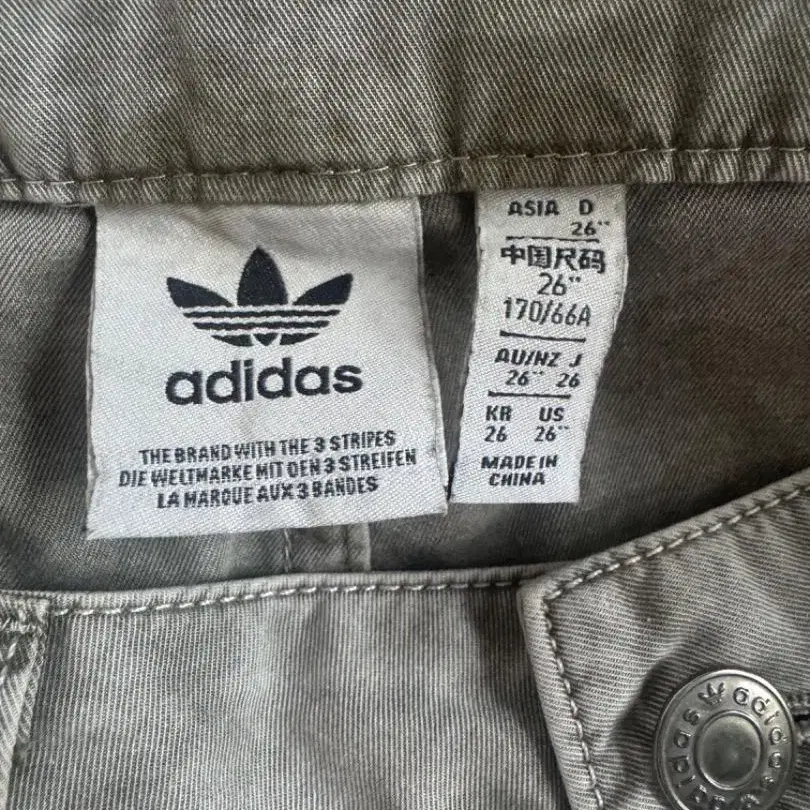 adidas
THE BRAND WITH THE 3 STRIPES
DIE WELTMARKE MIT DEN 3 STREIFEN
LA MARQUE AUX 3 BANDES
ASIA D
26"
中国尺码
26"
170/66A
AU/NZ J
26" 26
KR US
26 26"
MADE IN
CHINA
adidas
adidas